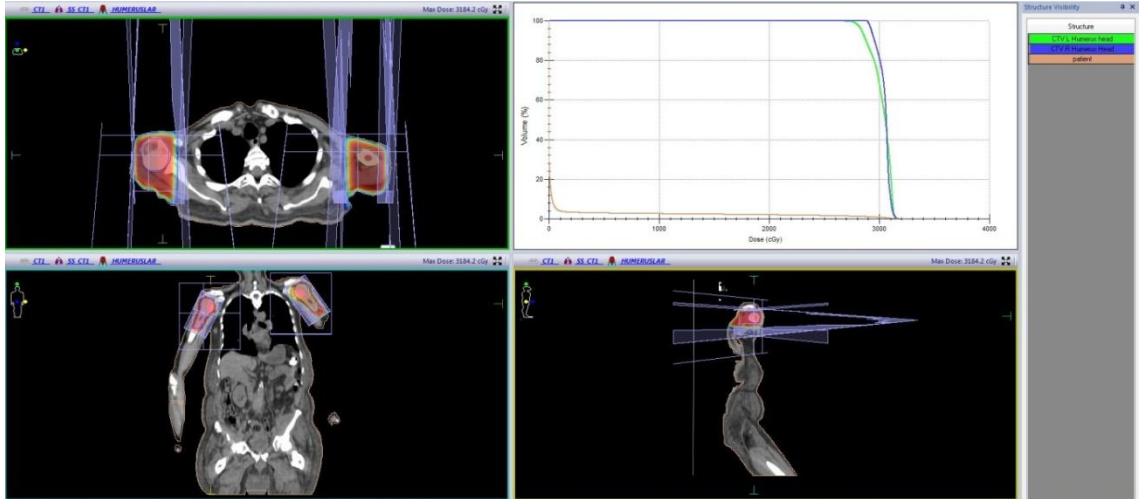 CT1 SS CT1 HUMERUSLAR Max Dose: 3184.2 cGy
100
80
60
40
20
0
Volume (%)
0 1000 2000 3000 4000
Dose (cGy)
Structure Visibility
Structure
CTV L Humerus head
CTV R Humerus Head
patient
CT1 SS CT1 HUMERUSLAR Max Dose: 3184.2 cGy
CT1 SS CT1 HUMERUSLAR Max Dose: 3184.2 cGy